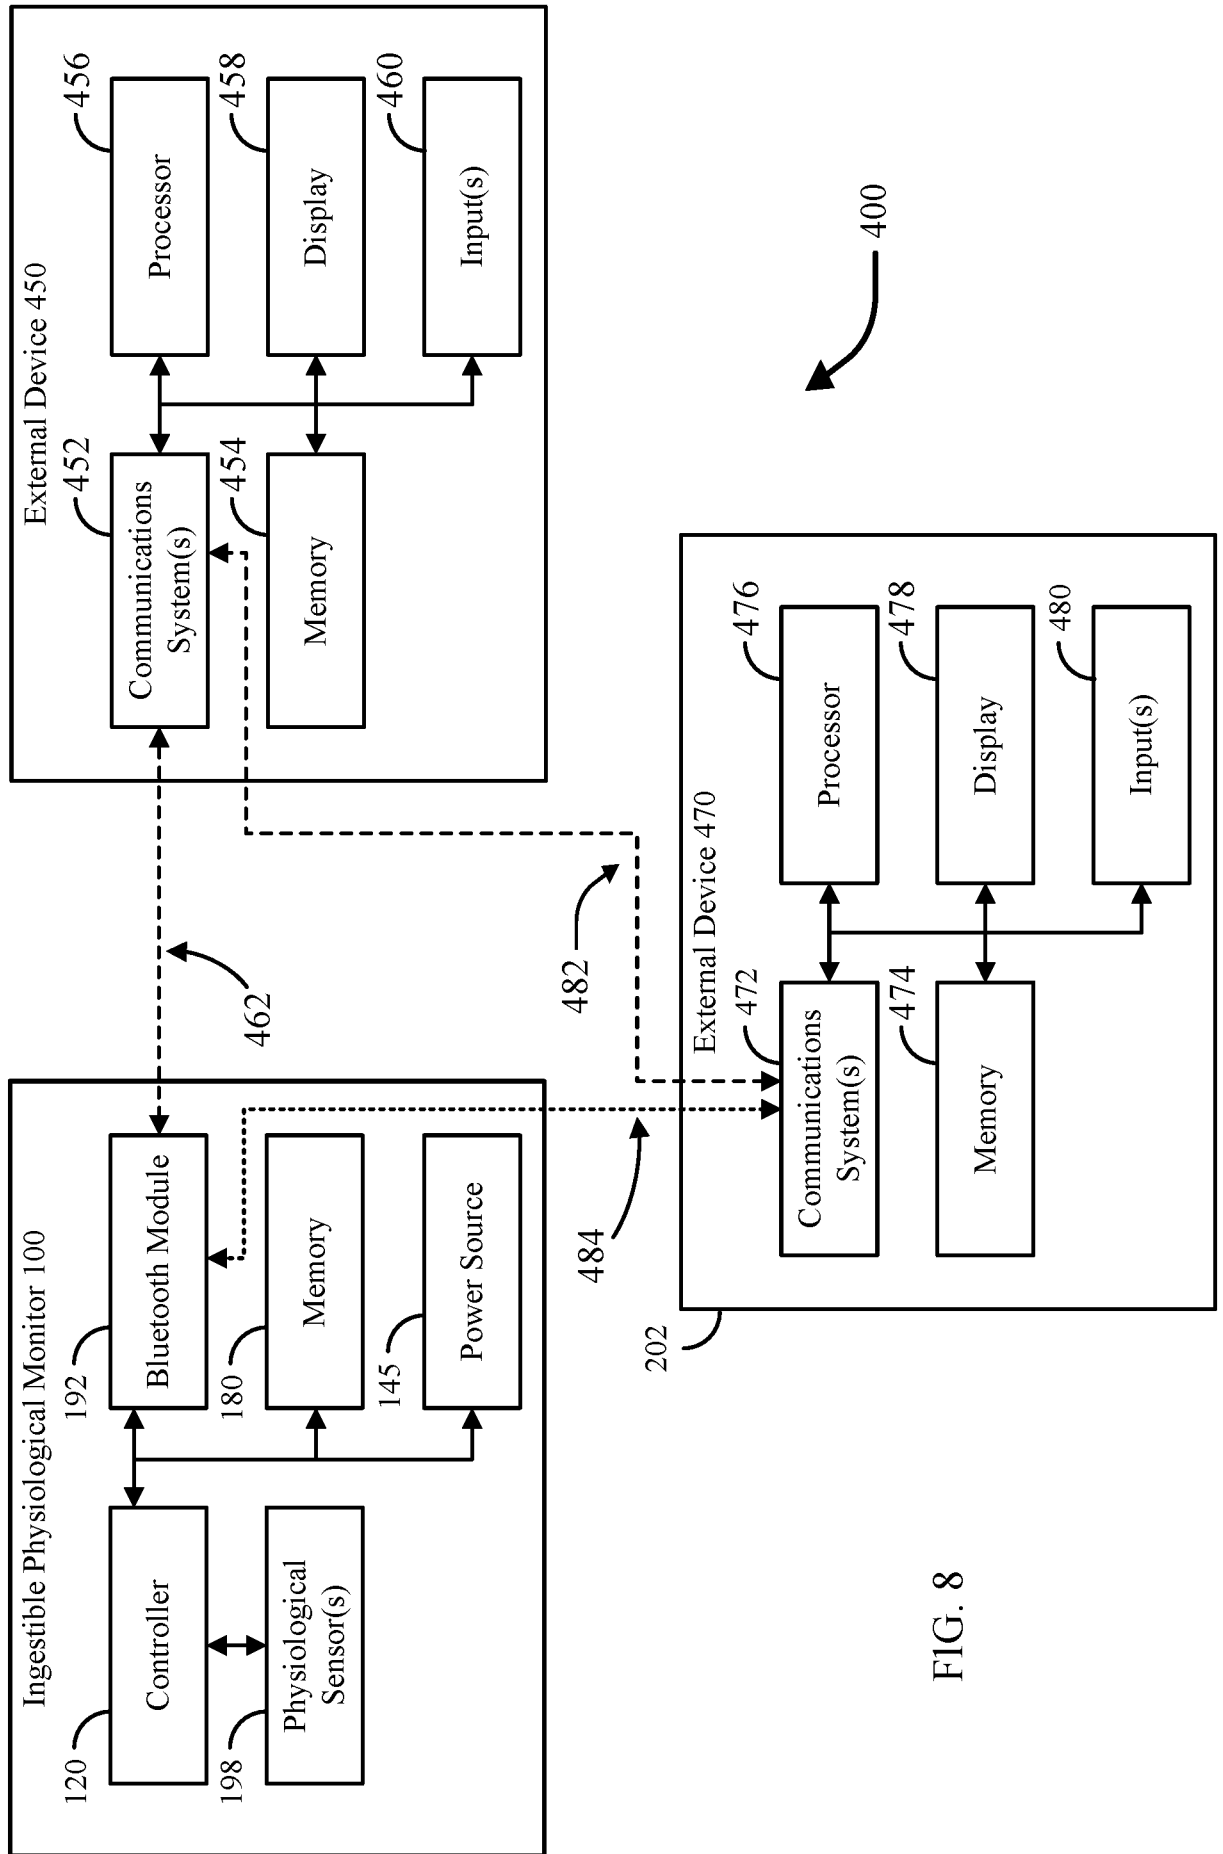 Ingestible Physiological Monitor 100
120
Controller
192
Bluetooth Module
198
Physiological
Sensor(s)
180
Memory
145
Power Source
462
External Device 450
452
Communications
System(s)
456
Processor
454
Memory
458
Display
460
Input(s)
482
484
202
External Device 470
472
Communications
System(s)
476
Processor
474
Memory
478
Display
480
Input(s)
400
FIG. 8